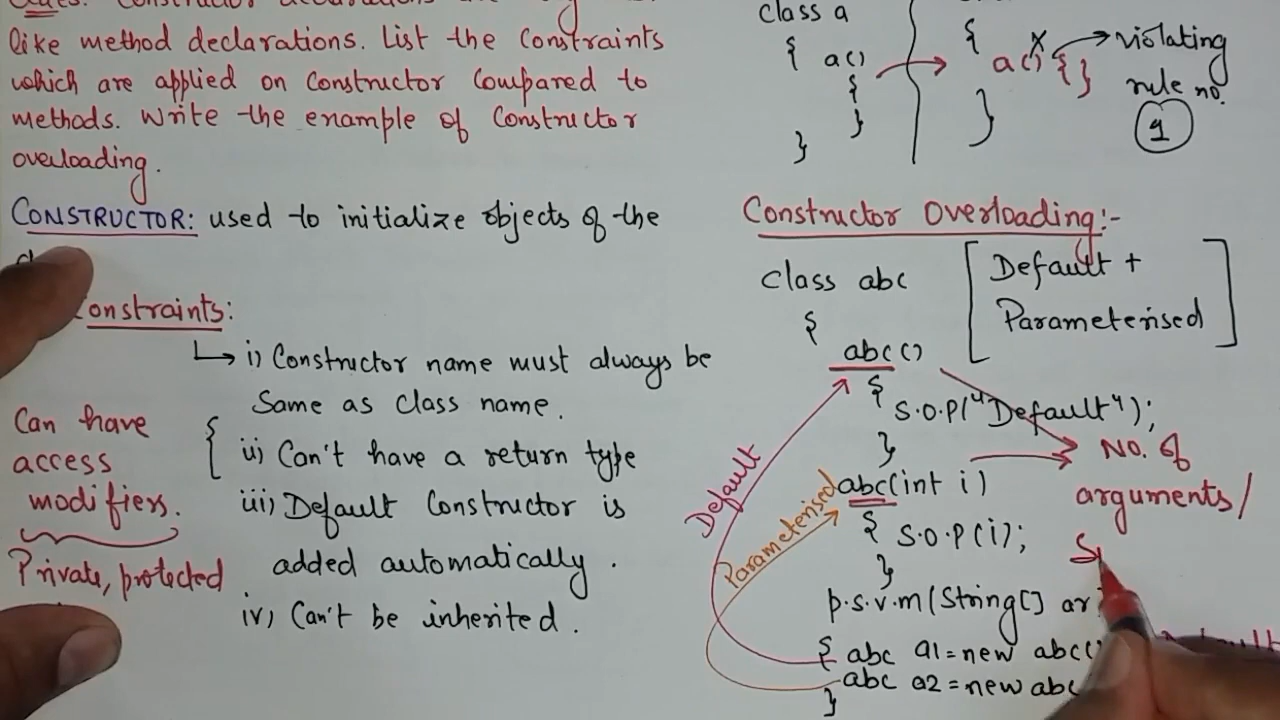 like method declarations. List the constraints
which are applied on Constructor Compared to
methods. Write the example of Constructor
overloading.
CONSTRUCTOR: used to initialize objects of the
Constraints:
i) Constructor name must always be
Same as Class name.
ii) Can't have a return type
iii) Default Constructor is
added automatically.
iv) Can't be inherited.
Can have
access
modifiers.
Private, protected
class a
{ a()
{
}
}
{
a() {}
}
X
violating
rule no.
1
Constructor Overloading:-
class abc
{
[Default +
Parameterised]
abc()
{
S.O.P("Default");
}
abc(int i)
{ S.O.P(i);
}
p.s.v.m(String[] ar
{ abc a1=new abc(
abc a2=new abc
}
Default
Parameterised
NO. of
arguments/